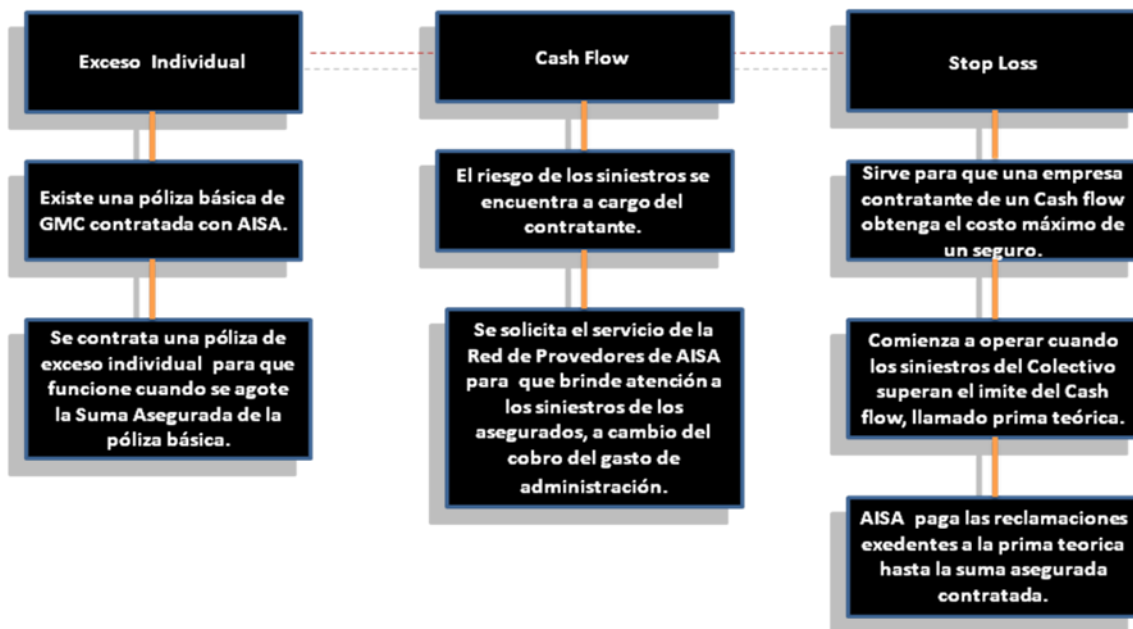 Exceso Individual
Existe una póliza básica de
GMC contratada con AISA.
Se contrata una póliza de
exceso individual para que
funcione cuando se agote
la Suma Asegurada de la
póliza básica.
Cash Flow
El riesgo de los siniestros se
encuentra a cargo del
contratante.
Se solicita el servicio de la
Red de Provedores de AISA
para que brinde atención a
los siniestros de los
asegurados, a cambio del
cobro del gasto de
administración.
Stop Loss
Sirve para que una empresa
contratante de un Cash flow
obtenga el costo máximo de
un seguro.
Comienza a operar cuando
los siniestros del Colectivo
superan el imite del Cash
flow, llamado prima teórica.
AISA paga las reclamaciones
exedentes a la prima teorica
hasta la suma asegurada
contratada.